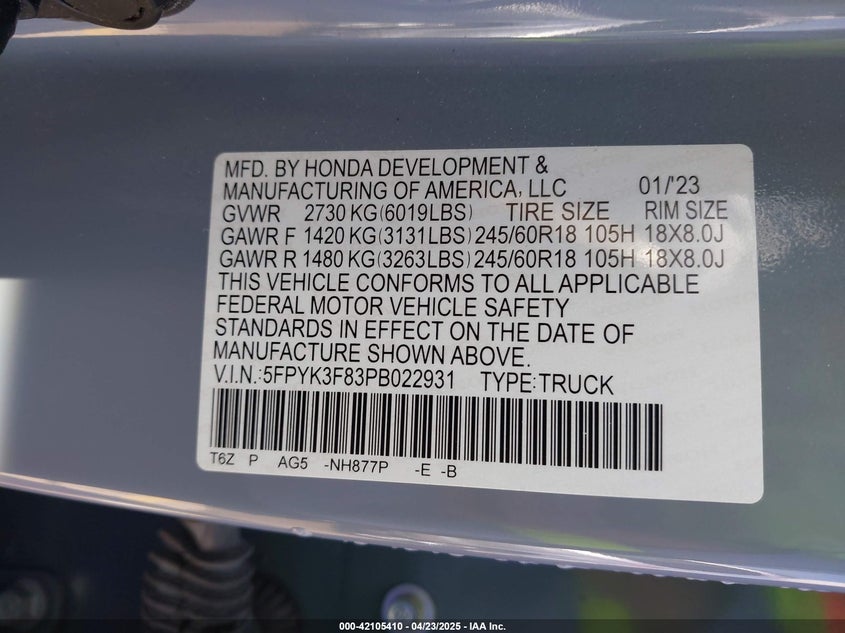 MFD. BY HONDA DEVELOPMENT &
MANUFACTURING OF AMERICA, LLC 01/'23
GVWR 2730 KG(6019LBS) TIRE SIZE RIM SIZE
GAWR F 1420 KG(3131LBS) 245/60R18 105H 18X8.0J
GAWR R 1480 KG(3263LBS) 245/60R18 105H 18X8.0J
THIS VEHICLE CONFORMS TO ALL APPLICABLE
FEDERAL MOTOR VEHICLE SAFETY
STANDARDS IN EFFECT ON THE DATE OF
MANUFACTURE SHOWN ABOVE.
V.I.N.:5FPYK3F83PB022931 TYPE:TRUCK
T6Z P AG5 -NH877P -E -B
000-42105410 - 04/23/2025 - IAA Inc.